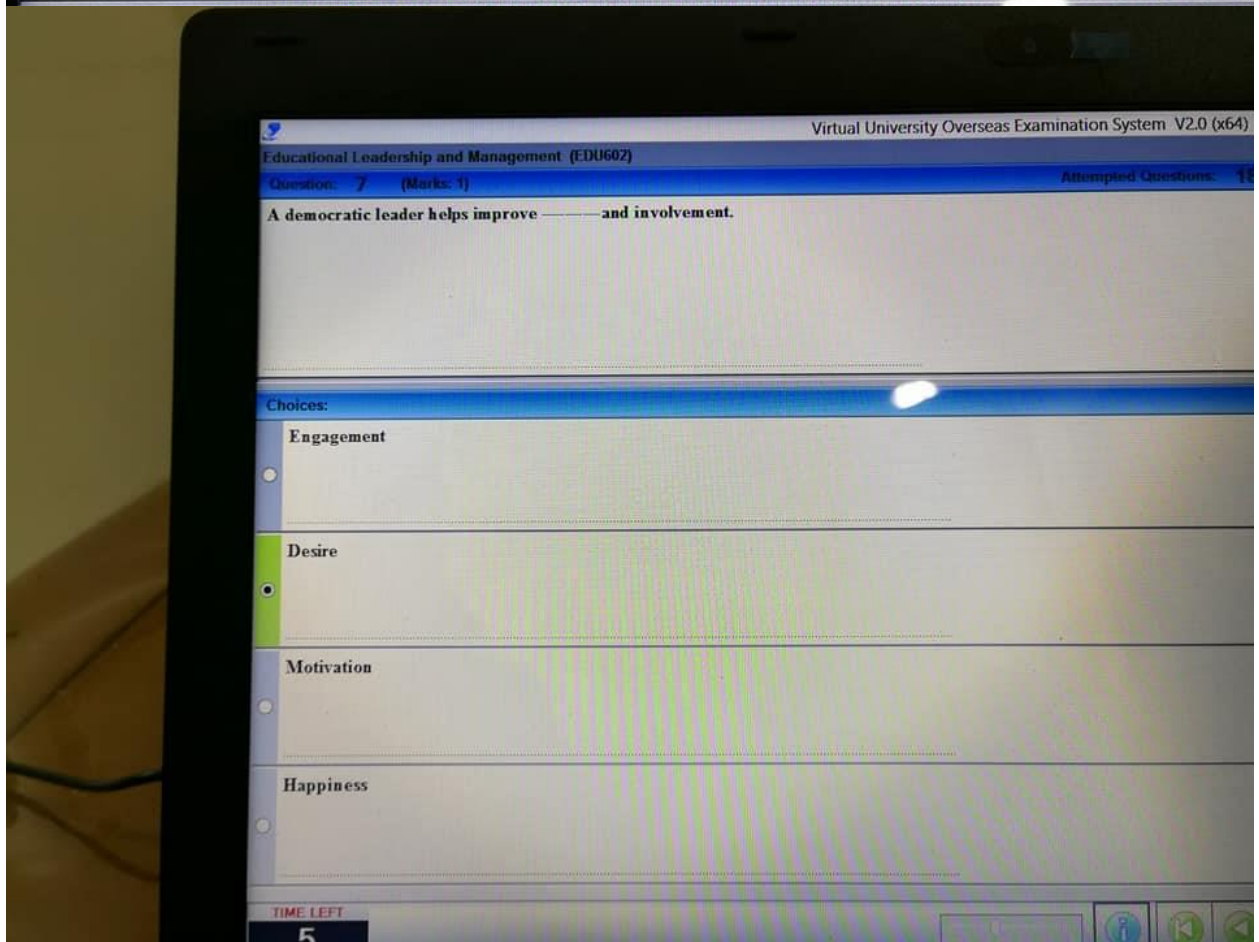 Virtual University Overseas Examination System V2.0 (x64)
Educational Leadership and Management (EDU602)
Question: 7 (Marks: 1) Attempted Questions: 18
A democratic leader helps improve ——— and involvement.
Choices:
Engagement
Desire
Motivation
Happiness
TIME LEFT
5